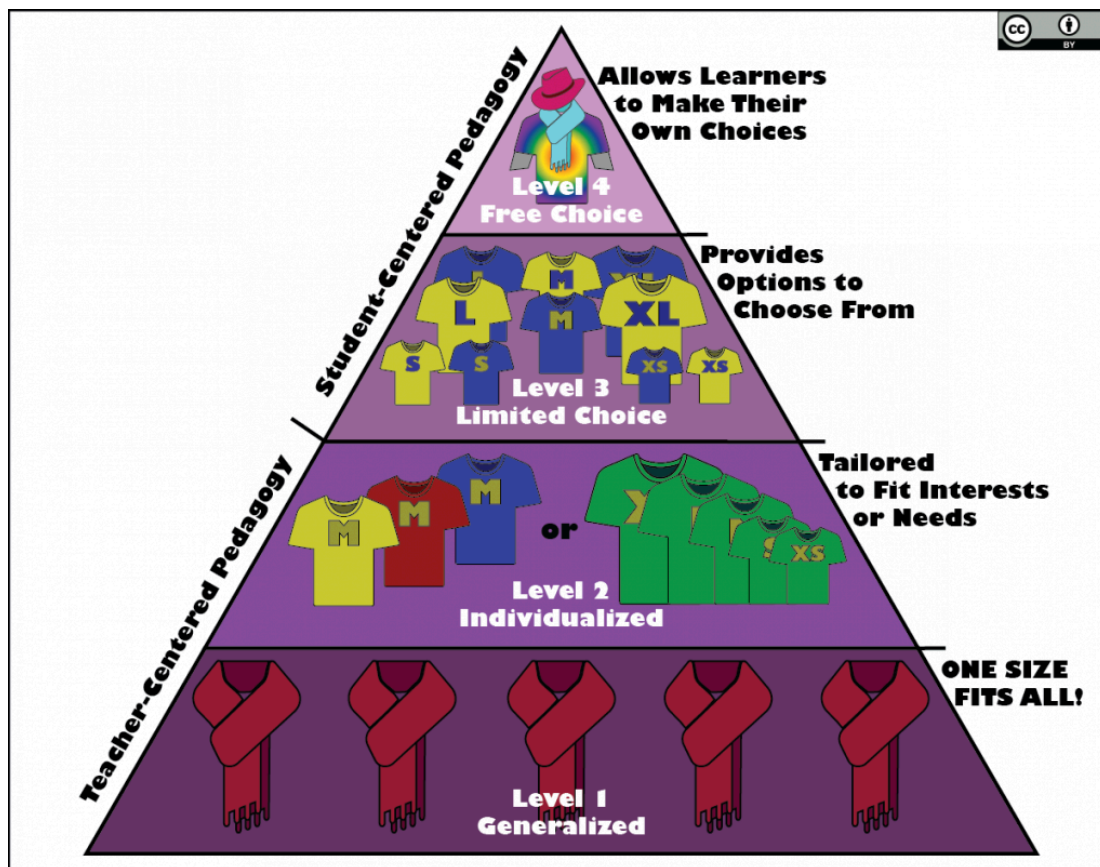 CC
BY
Student-Centered Pedagogy
Allows Learners
to Make Their
Own Choices
Level 4
Free Choice
Provides
Options to
Choose From
L
M
XL
L
M
XL
S
S
XS
XS
Level 3
Limited Choice
Teacher-Centered Pedagogy
Tailored
to Fit Interests
or Needs
M
M
M
or
XS
Level 2
Individualized
ONE SIZE
FITS ALL!
Level 1
Generalized